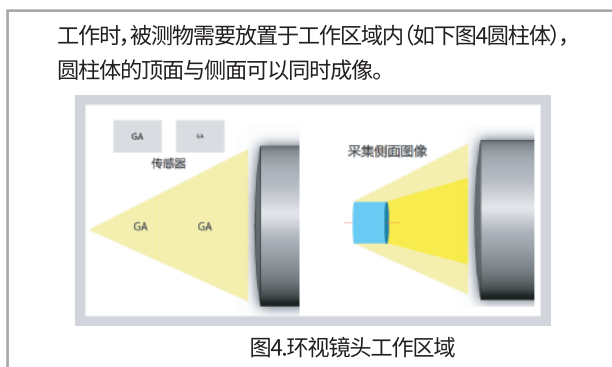 工作时，被测物需要放置于工作区域内（如下图4圆柱体），
圆柱体的顶面与侧面可以同时成像。
GA
GA
传感器
采集侧面图像
GA
GA
图4.环视镜头工作区域